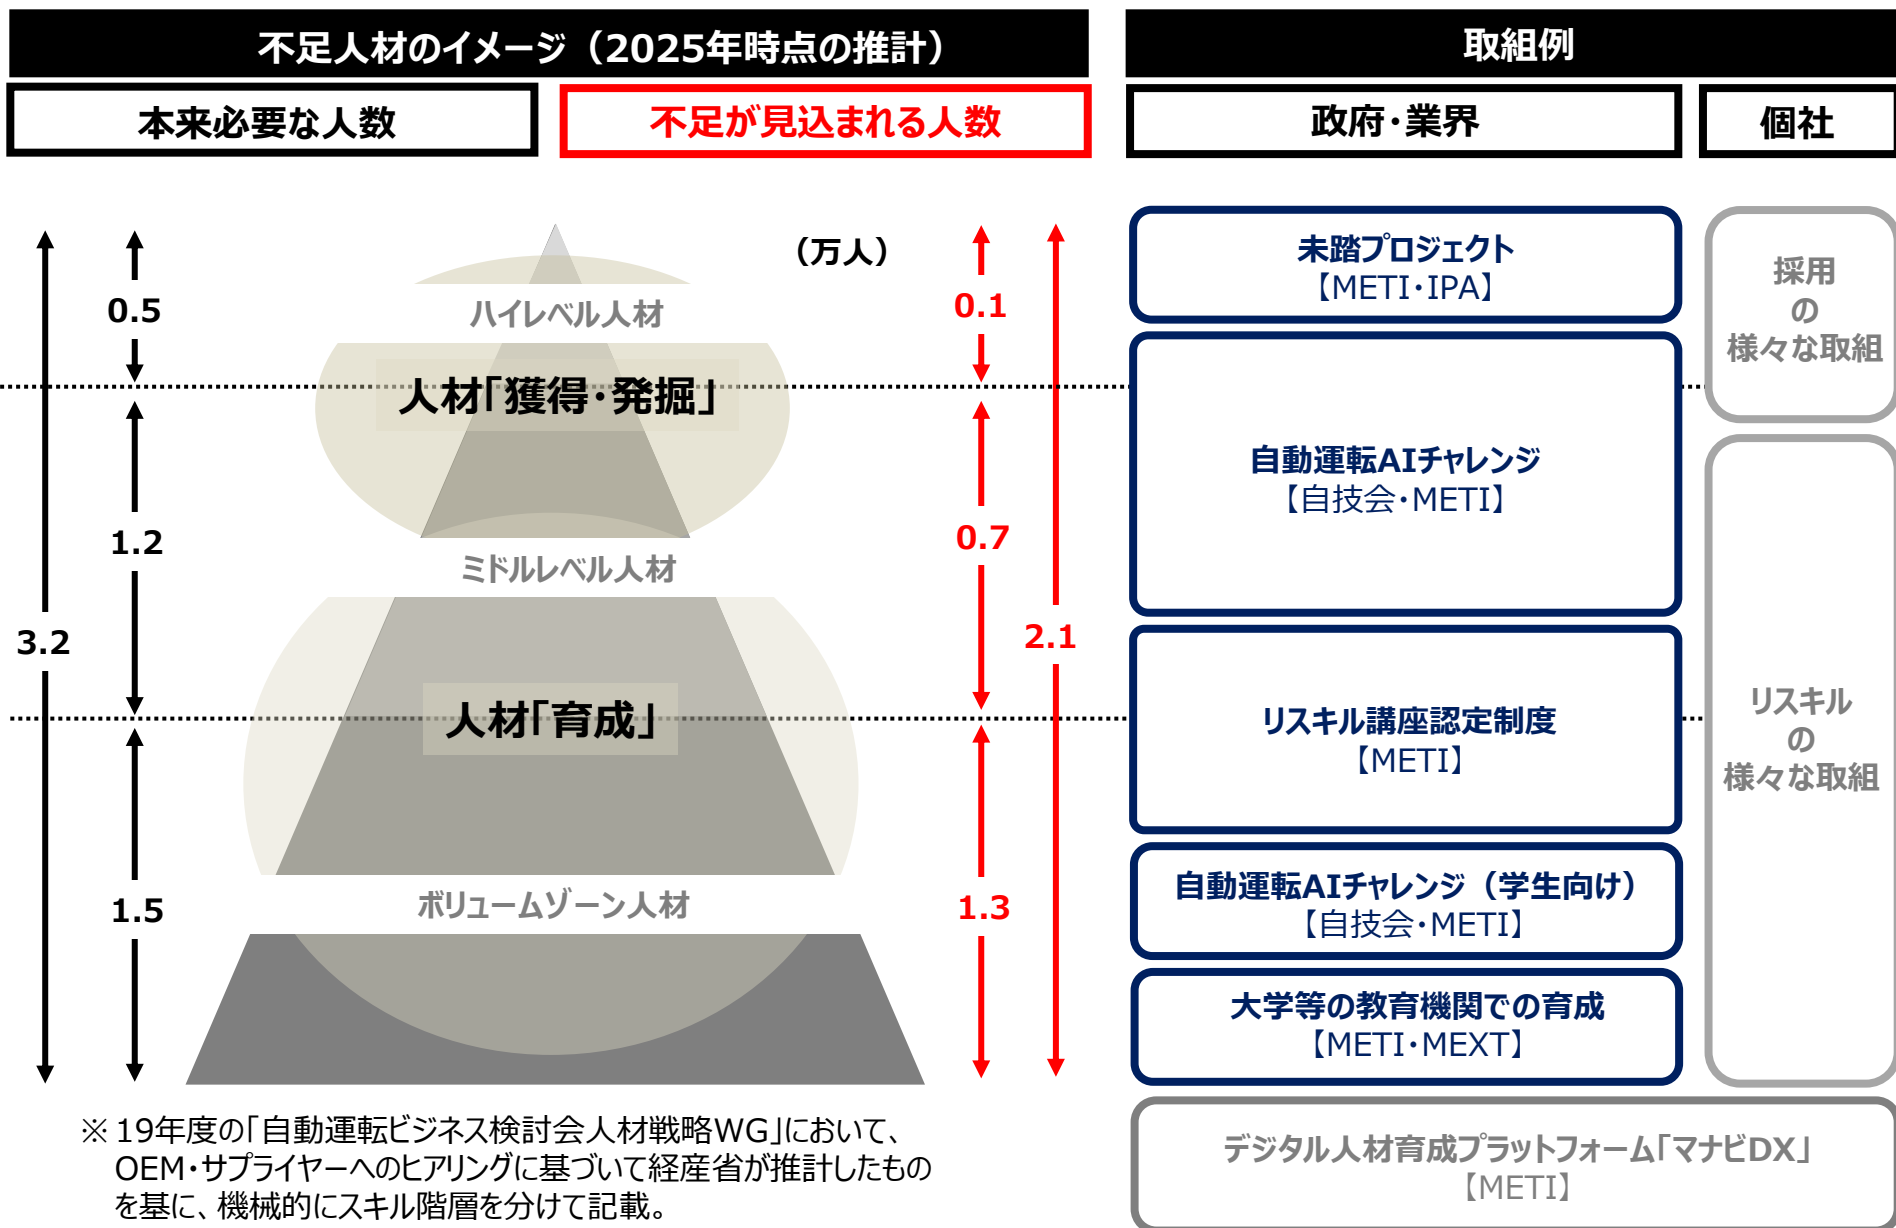 不足人材のイメージ（2025年時点の推計）
取組例
本来必要な人数
不足が見込まれる人数
政府・業界
個社
（万人）
3.2
0.5
1.2
1.5
ハイレベル人材
人材「獲得・発掘」
ミドルレベル人材
人材「育成」
ボリュームゾーン人材
0.1
0.7
1.3
2.1
未踏プロジェクト
【METI・IPA】
自動運転AIチャレンジ
【自技会・METI】
リスキル講座認定制度
【METI】
自動運転AIチャレンジ（学生向け）
【自技会・METI】
大学等の教育機関での育成
【METI・MEXT】
採用
の
様々な取組
リスキル
の
様々な取組
デジタル人材育成プラットフォーム「マナビDX」
【METI】
※19年度の「自動運転ビジネス検討会人材戦略WG」において、
OEM・サプライヤーへのヒアリングに基づいて経産省が推計したもの
を基に、機械的にスキル階層を分けて記載。